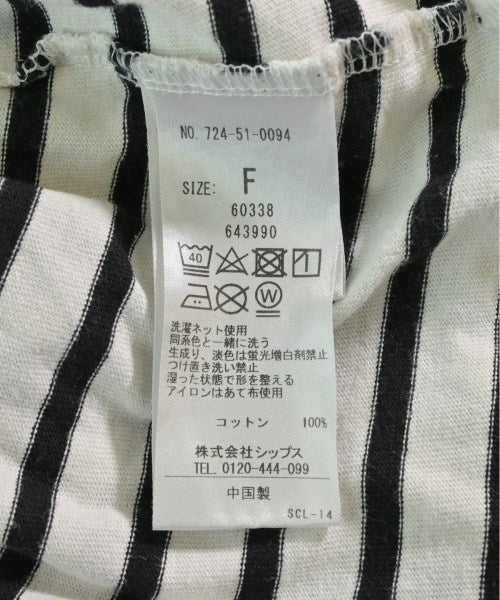 NO. 724-51-0094
SIZE: F
60338
643990
40
W
洗濯ネット使用
同系色と一緒に洗う
生成り、淡色は蛍光増白剤禁止
つけ置き洗い禁止
湿った状態で形を整える
アイロンはあて布使用
コットン 100%
株式会社シップス
TEL. 0120-444-099
中国製
SCL-14